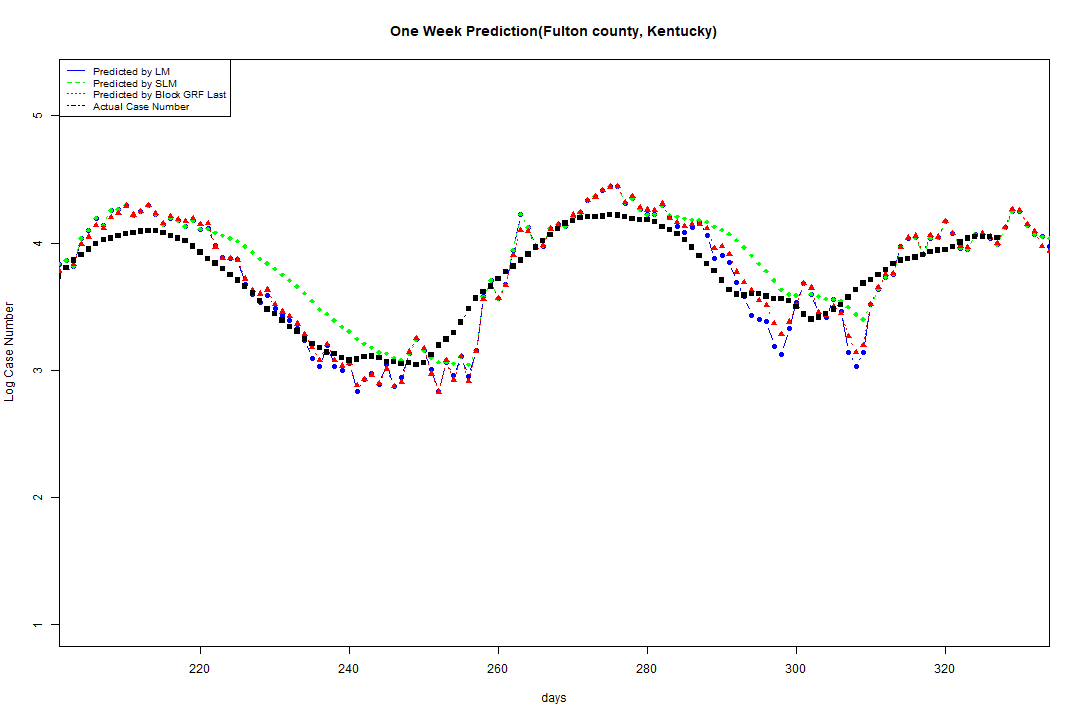 One Week Prediction(Fulton county, Kentucky)
Predicted by LM
Predicted by SLM
Predicted by Block GRF Last
Actual Case Number
5
4
3
2
1
Log Case Number
220 240 260 280 300 320
days